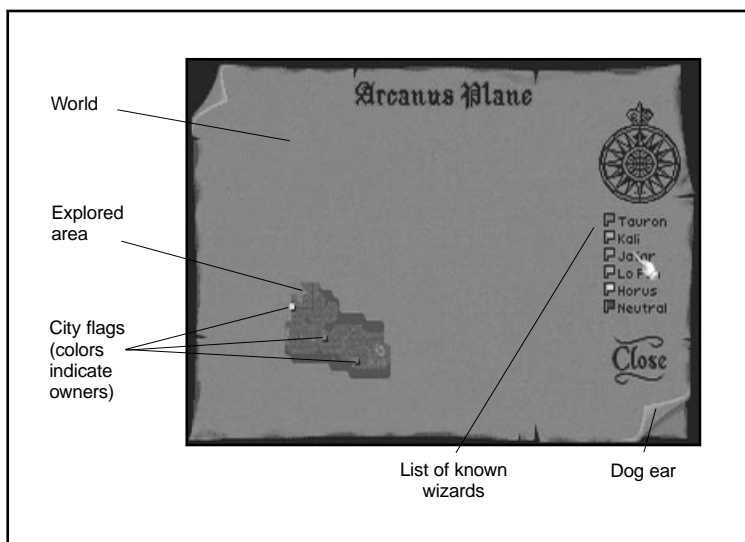 Arcanus Plane
World
Explored
area
City flags
(colors
indicate
owners)
Tauron
Kali
Jafar
Horus
Neutral
Close
List of known
wizards
Dog ear